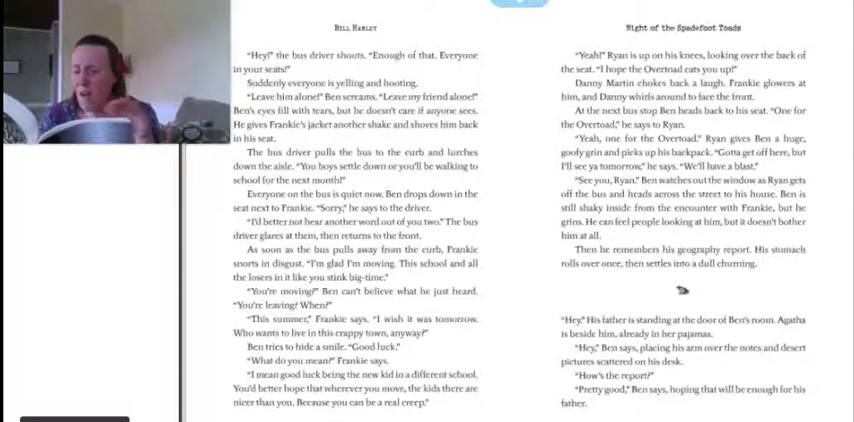 BILL HARLEY
"Hey!" the bus driver shouts. "Enough of that. Everyone
in your seats!"
Suddenly everyone is yelling and hooting.
"Leave him alone!" Ben screams. "Leave my friend alone!"
Ben's eyes fill with tears, but he doesn't care if anyone sees.
He gives Frankie's jacket another shake and shoves him back
in his seat.
The bus driver pulls the bus to the curb and lurches
down the aisle. "You boys settle down or you'll be walking to
school for the next month!"
Everyone on the bus is quiet now. Ben drops down in the
seat next to Frankie. "Sorry," he says to the driver.
"I'd better not hear another word out of you two." The bus
driver glares at them, then returns to the front.
As soon as the bus pulls away from the curb, Frankie
snorts in disgust. "I'm glad I'm moving. This school and all
the losers in it like you stink big-time."
"You're moving?" Ben can't believe what he just heard.
"You're leaving? When?"
"This summer," Frankie says. "I wish it was tomorrow.
Who wants to live in this crappy town, anyway?"
Ben tries to hide a smile. "Good luck."
"What do you mean?" Frankie says.
"I mean good luck being the new kid in a different school.
You'd better hope that wherever you move, the kids there are
nicer than you. Because you can be a real creep."
Night of the Spadefoot Toads
"Yeah!" Ryan is up on his knees, looking over the back of
the seat. "I hope the Overtoad eats you up!"
Danny Martin chokes back a laugh. Frankie glowers at
him, and Danny whirls around to face the front.
At the next bus stop Ben heads back to his seat. "One for
the Overtoad," he says to Ryan.
"Yeah, one for the Overtoad." Ryan gives Ben a huge,
goofy grin and picks up his backpack. "Gotta get off here, but
I'll see ya tomorrow," he says. "We'll have a blast."
"See you, Ryan." Ben watches out the window as Ryan gets
off the bus and heads across the street to his house. Ben is
still shaky inside from the encounter with Frankie, but he
grins. He can feel people looking at him, but it doesn't bother
him at all.
Then he remembers his geography report. His stomach
rolls over once, then settles into a dull churning.
"Hey," His father is standing at the door of Ben's room. Agatha
is beside him, already in her pajamas.
"Hey," Ben says, placing his arm over the notes and desert
pictures scattered on his desk.
"How's the report?"
"Pretty good," Ben says, hoping that will be enough for his
father.